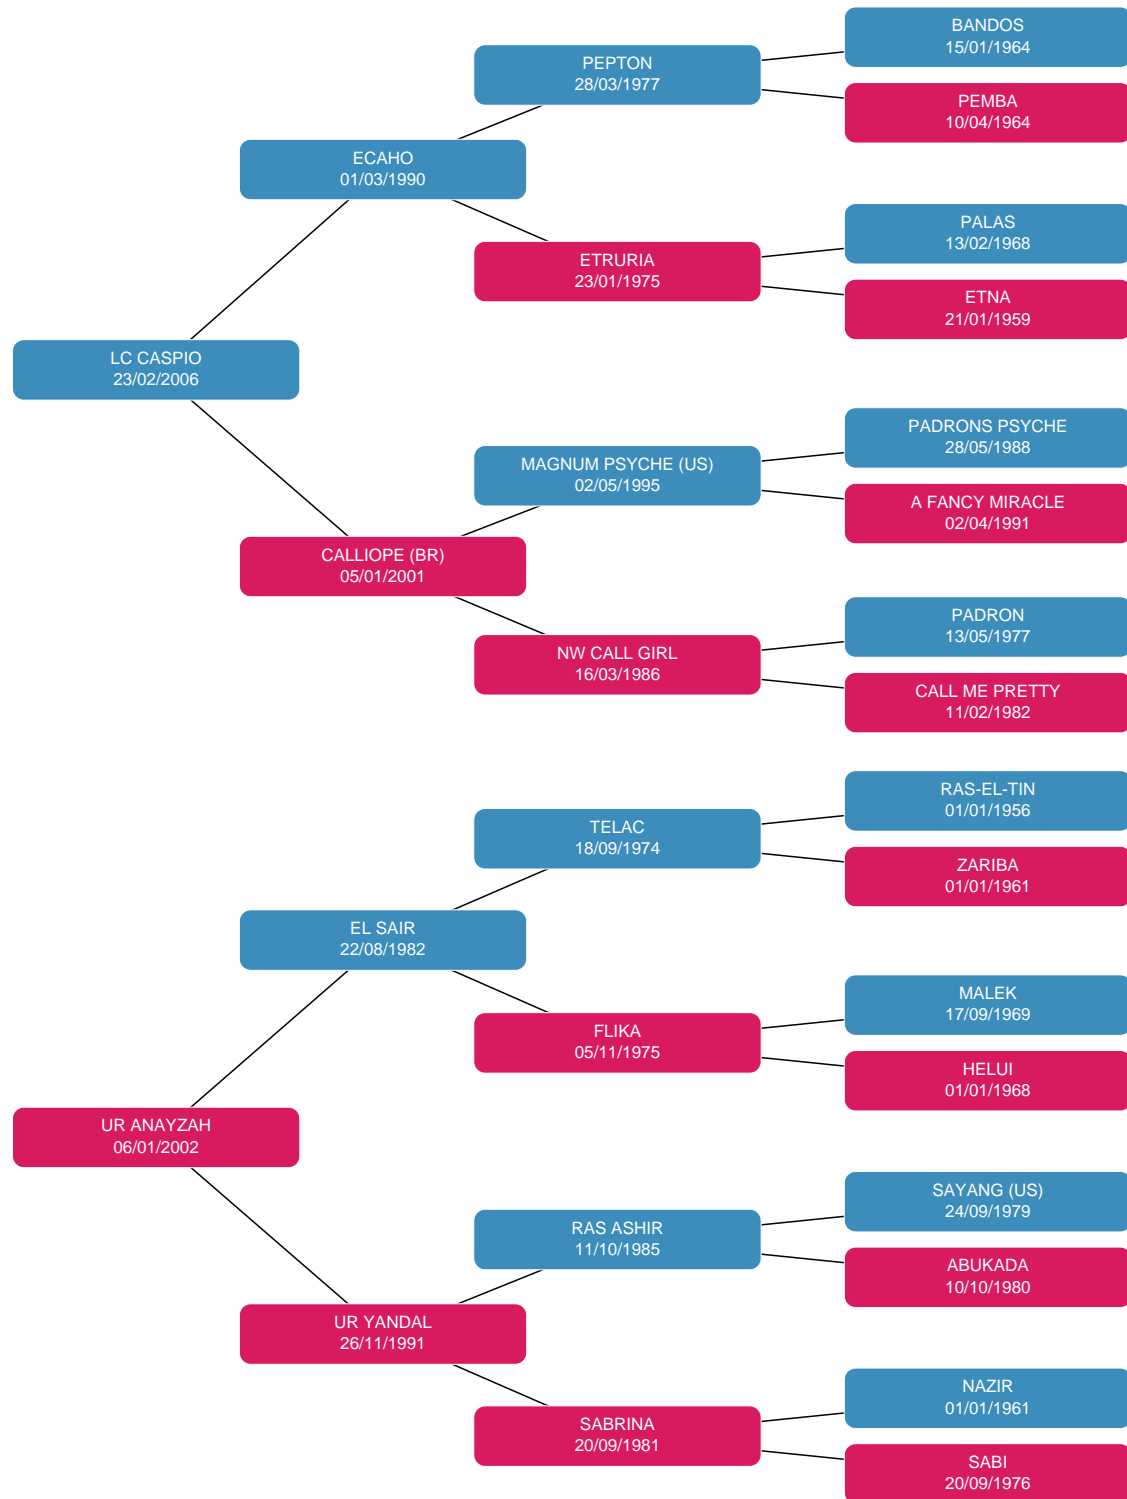 BANDOS
15/01/1964
PEPTON
28/03/1977
PEMBA
10/04/1964
ECAHO
01/03/1990
PALAS
13/02/1968
ETRURIA
23/01/1975
ETNA
21/01/1959
LC CASPIO
23/02/2006
PADRONS PSYCHE
28/05/1988
MAGNUM PSYCHE (US)
02/05/1995
A FANCY MIRACLE
02/04/1991
CALLIOPE (BR)
05/01/2001
PADRON
13/05/1977
NW CALL GIRL
16/03/1986
CALL ME PRETTY
11/02/1982
RAS-EL-TIN
01/01/1956
TELAC
18/09/1974
ZARIBA
01/01/1961
EL SAIR
22/08/1982
MALEK
17/09/1969
FLIKA
05/11/1975
HELUI
01/01/1968
UR ANAYZAH
06/01/2002
SAYANG (US)
24/09/1979
RAS ASHIR
11/10/1985
ABUKADA
10/10/1980
UR YANDAL
26/11/1991
NAZIR
01/01/1961
SABRINA
20/09/1981
SABI
20/09/1976